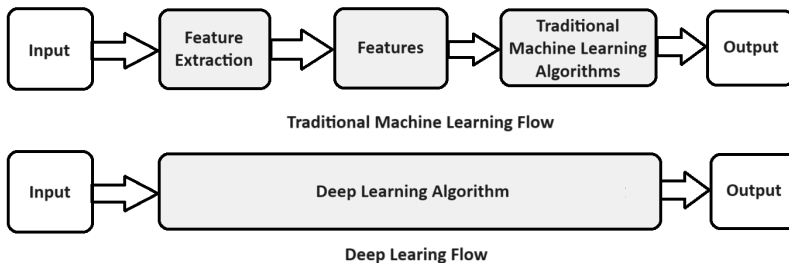 Input
Feature
Extraction
Features
Traditional
Machine Learning
Algorithms
Output
Traditional Machine Learning Flow
Input
Deep Learning Algorithm
Output
Deep Learing Flow